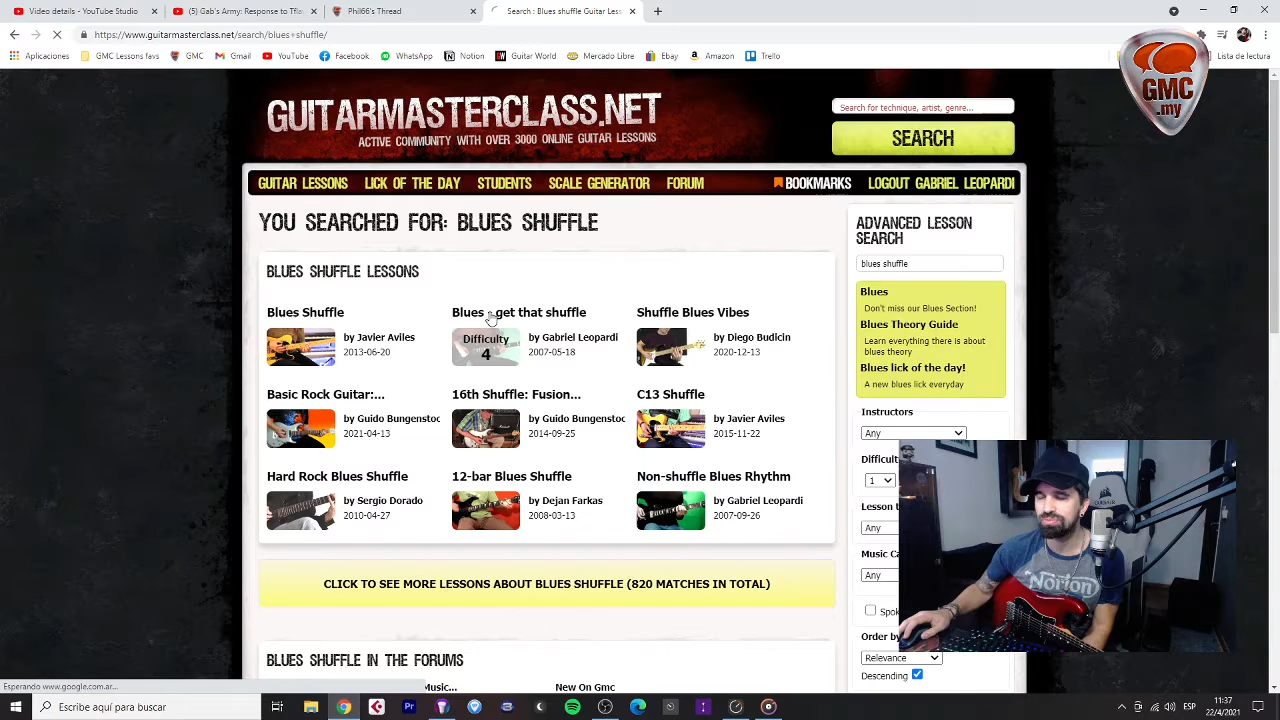 Video details - YouTube Studio
(3) Gab's Army Tournament -
Phil66's Thread
Search: Blues Shuffle Lessons |
https://www.guitarmasterclass.net/search/blues+shuffle/
Aplicaciones
GMC Lessons favs
GMC
Gmail
YouTube
Facebook
WhatsApp
Notion
Guitar World
Mercado Libre
Ebay
Amazon
Trello
Lista de lectura
GMC
.my
GUITARMASTERCLASS.NET
ACTIVE COMMUNITY WITH OVER 3000 ONLINE GUITAR LESSONS
Search for technique, artist, genre...
SEARCH
GUITAR LESSONS
LICK OF THE DAY
STUDENTS
SCALE GENERATOR
FORUM
BOOKMARKS
LOGOUT GABRIEL LEOPARDI
YOU SEARCHED FOR: BLUES SHUFFLE
BLUES SHUFFLE LESSONS
Blues Shuffle
by Javier Aviles
2013-06-20
Blues - get that shuffle
Difficulty
4
by Gabriel Leopardi
2007-05-18
Shuffle Blues Vibes
by Diego Budicin
2020-12-13
Basic Rock Guitar:...
by Guido Bungenstoc
2021-04-13
16th Shuffle: Fusion...
by Guido Bungenstoc
2014-09-25
C13 Shuffle
by Javier Aviles
2015-11-22
Hard Rock Blues Shuffle
by Sergio Dorado
2010-04-27
12-bar Blues Shuffle
by Dejan Farkas
2008-03-13
Non-shuffle Blues Rhythm
by Gabriel Leopardi
2007-09-26
CLICK TO SEE MORE LESSONS ABOUT BLUES SHUFFLE (820 MATCHES IN TOTAL)
BLUES SHUFFLE IN THE FORUMS
Music...
New On Gmc
ADVANCED LESSON
SEARCH
blues shuffle
Blues
Don't miss our Blues Section!
Blues Theory Guide
Learn everything there is about
blues theory
Blues lick of the day!
A new blues lick everyday
Instructors
Any
Difficult
1
Lesson t
Any
Music Ca
Any
Spok
Order by
Relevance
Descending
Norton
Esperando www.google.com.ar...
Escribe aquí para buscar
ESP
11:37
22/4/2021